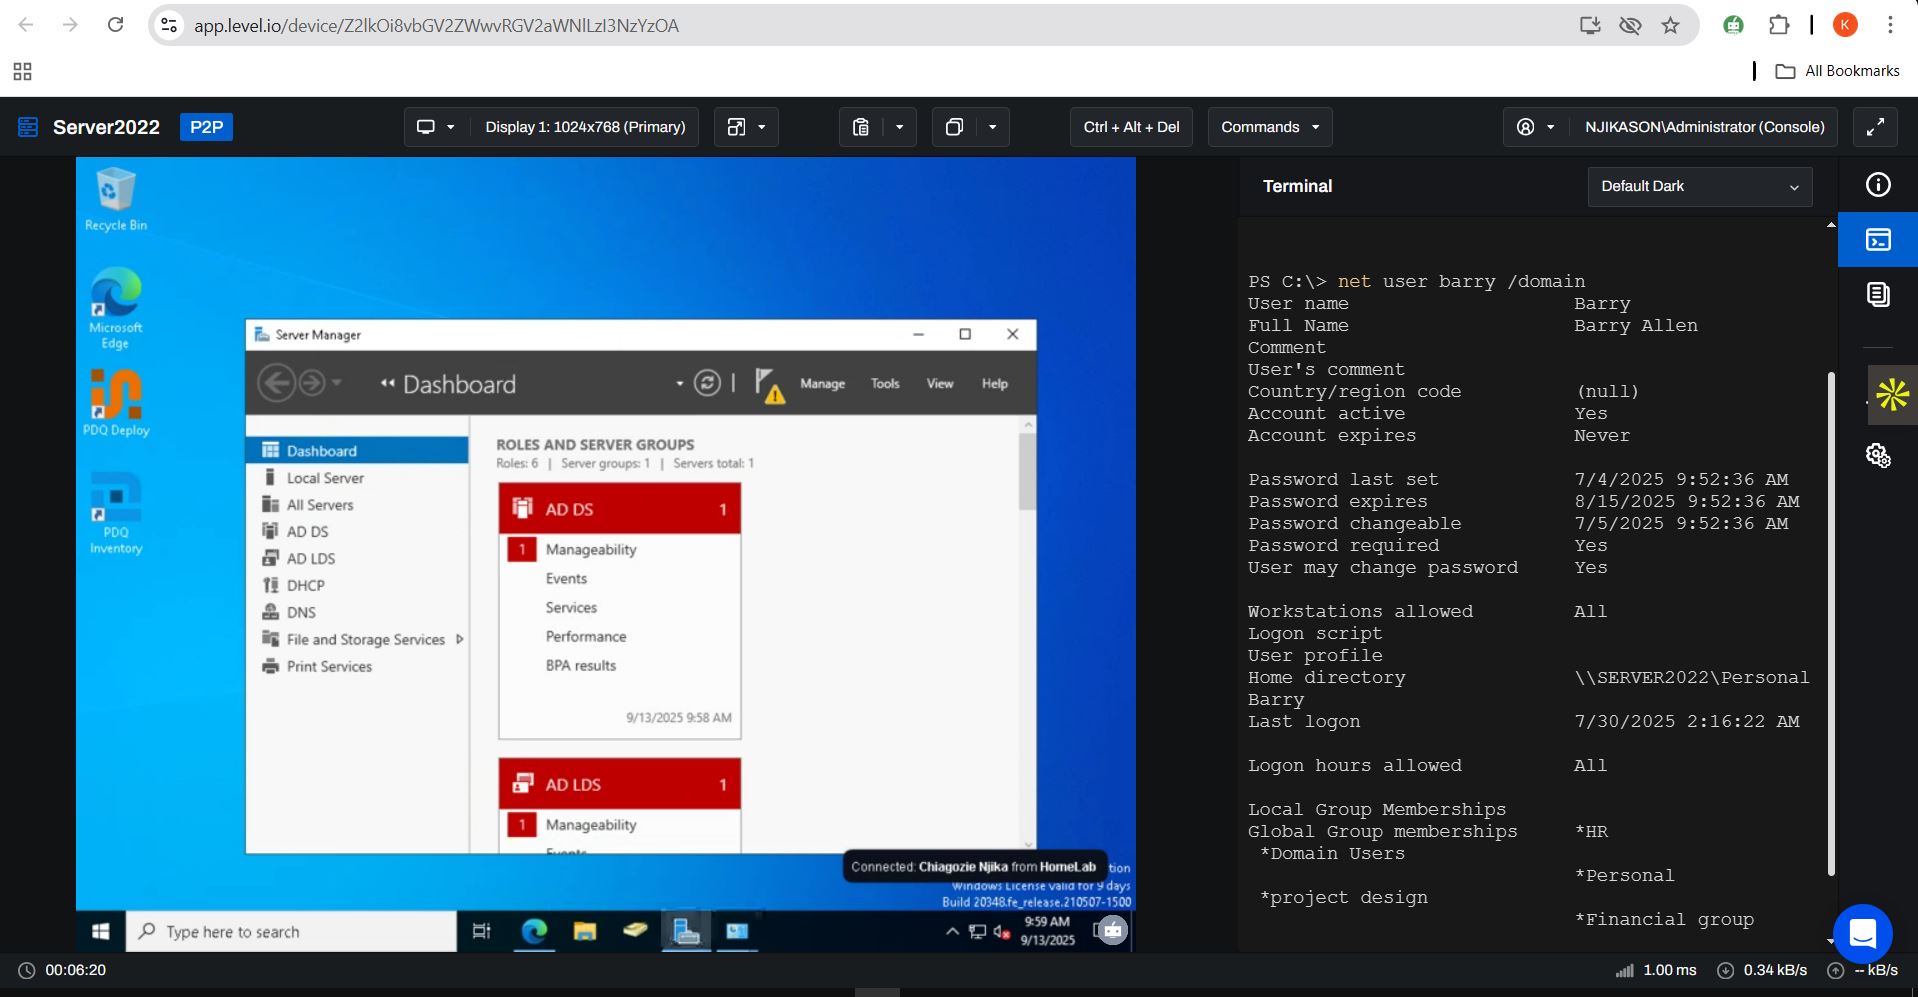 app.level.io/device/Z2lkOi8vbGV2ZWwvRGV2aWNlLzI3NzYzOA
K
All Bookmarks
Server2022
P2P
Display 1: 1024x768 (Primary)
Ctrl + Alt + Del
Commands
NJIKASON\Administrator (Console)
Recycle Bin
Microsoft
Edge
PDQ Deploy
PDQ
Inventory
Server Manager
Dashboard
Manage
Tools
View
Help
Dashboard
Local Server
All Servers
AD DS
AD LDS
DHCP
DNS
File and Storage Services
Print Services
ROLES AND SERVER GROUPS
Roles: 6 | Server groups: 1 | Servers total: 1
AD DS 1
1 Manageability
Events
Services
Performance
BPA results
9/13/2025 9:58 AM
AD LDS 1
1 Manageability
Events
Connected: Chiagozie Njika from HomeLab
tion
Windows License valid for 9 days
Build 20348.fe_release.210507-1500
Type here to search
9:59 AM
9/13/2025
Terminal
Default Dark
PS C:\> net user barry /domain
User name Barry
Full Name Barry Allen
Comment
User's comment
Country/region code (null)
Account active Yes
Account expires Never
Password last set 7/4/2025 9:52:36 AM
Password expires 8/15/2025 9:52:36 AM
Password changeable 7/5/2025 9:52:36 AM
Password required Yes
User may change password Yes
Workstations allowed All
Logon script
User profile
Home directory \\SERVER2022\Personal
Barry
Last logon 7/30/2025 2:16:22 AM
Logon hours allowed All
Local Group Memberships
Global Group memberships *HR
*Domain Users
*Personal
*project design
*Financial group
00:06:20
1.00 ms
0.34 kB/s
-- kB/s